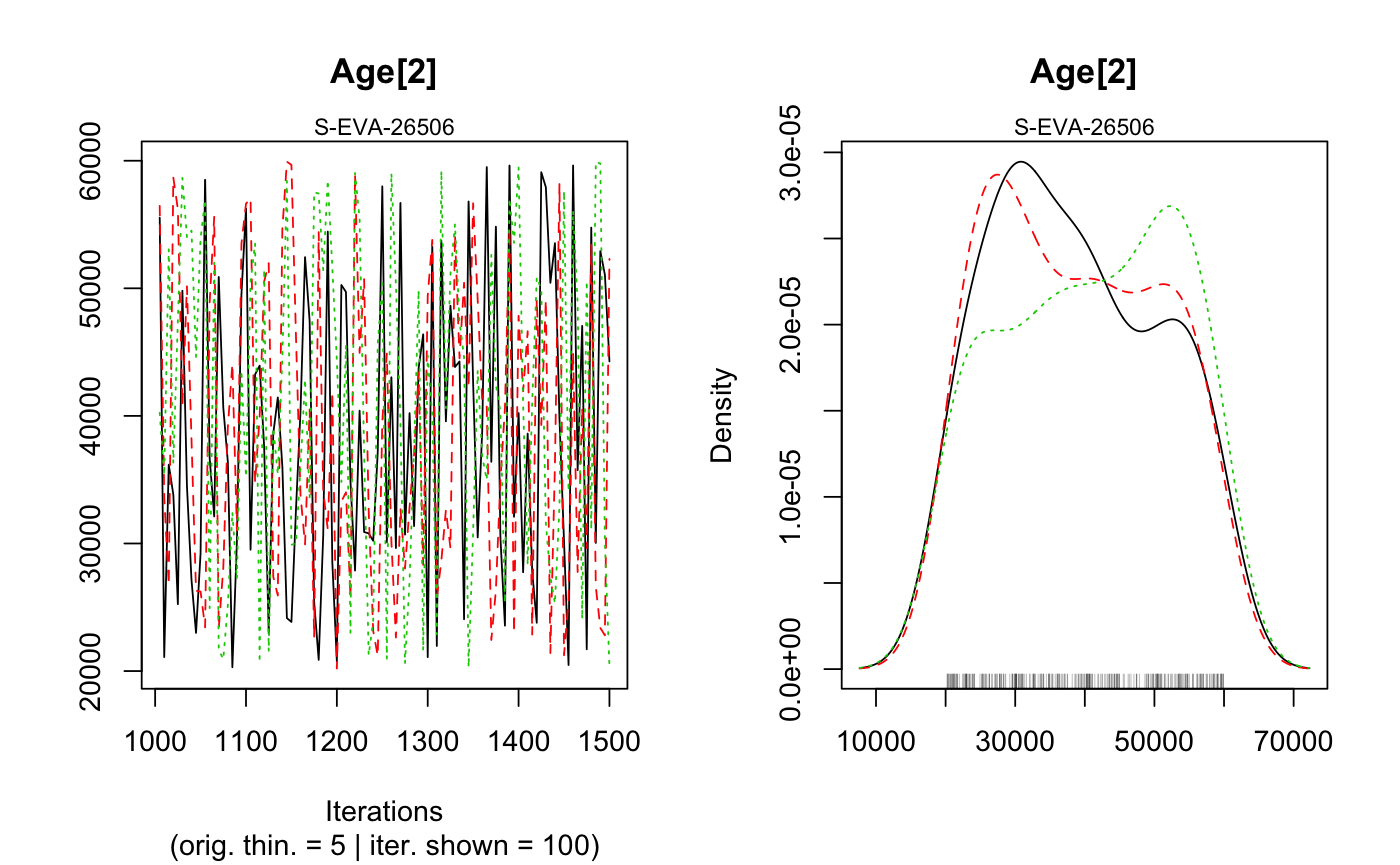 Age[2]
S-EVA-26506
20000 30000 40000 50000 60000
1000 1100 1200 1300 1400 1500
Iterations
(orig. thin. = 5 | iter. shown = 100)
Age[2]
S-EVA-26506
Density
0.0e+00 1.0e-05 2.0e-05 3.0e-05
10000 30000 50000 70000